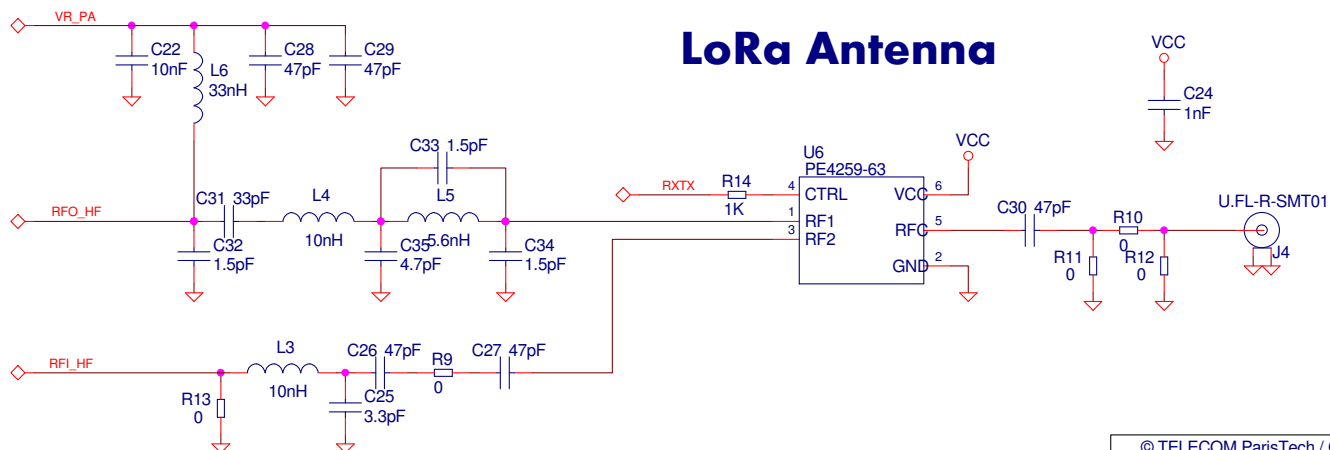 VR_PA
LoRa Antenna
C22
10nF
L6
33nH
C28
47pF
C29
47pF
VCC
C24
1nF
C33 1.5pF
L5
5.6nH
VCC
U6
PE4259-63
RXTX
R14
1K
4 CTRL
1 RF1
3 RF2
VCC 6
RFC 5
GND 2
C31 33pF
L4
10nH
RFO_HF
C32
1.5pF
C35
4.7pF
C34
1.5pF
C30 47pF
R10
0
R11
0
R12
0
U.FL-R-SMT01
J4
RFI_HF
L3
10nH
C26 47pF
R9
0
C27 47pF
R13
0
C25
3.3pF
© TELECOM ParisTech /